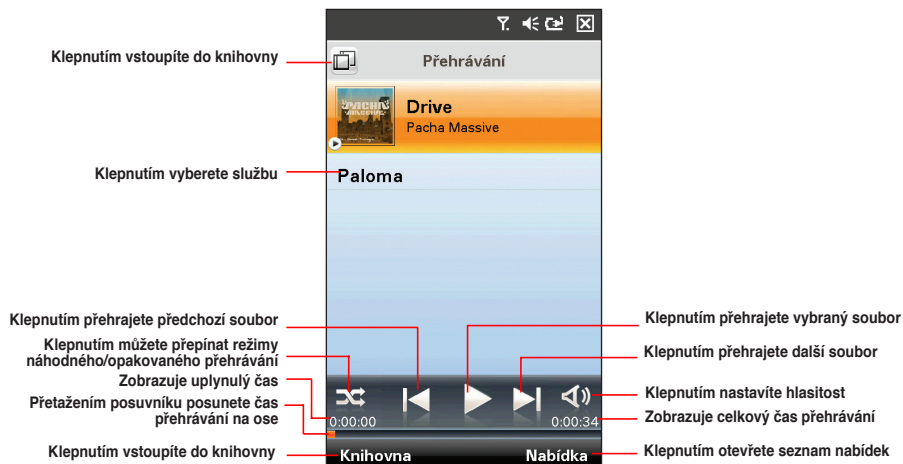 Klepnutím vstoupíte do knihovny
Přehrávání
PACHA
MASSIVE
Drive
Pacha Massive
Klepnutím vyberete službu
Paloma
Klepnutím přehrajete předchozí soubor
Klepnutím můžete přepínat režimy
náhodného/opakovaného přehrávání
Zobrazuje uplynulý čas
Přetažením posuvníku posunete čas
přehrávání na ose
Klepnutím vstoupíte do knihovny
0:00:00
0:00:34
Knihovna
Nabídka
Klepnutím přehrajete vybraný soubor
Klepnutím přehrajete další soubor
Klepnutím nastavíte hlasitost
Zobrazuje celkový čas přehrávání
Klepnutím otevřete seznam nabídek